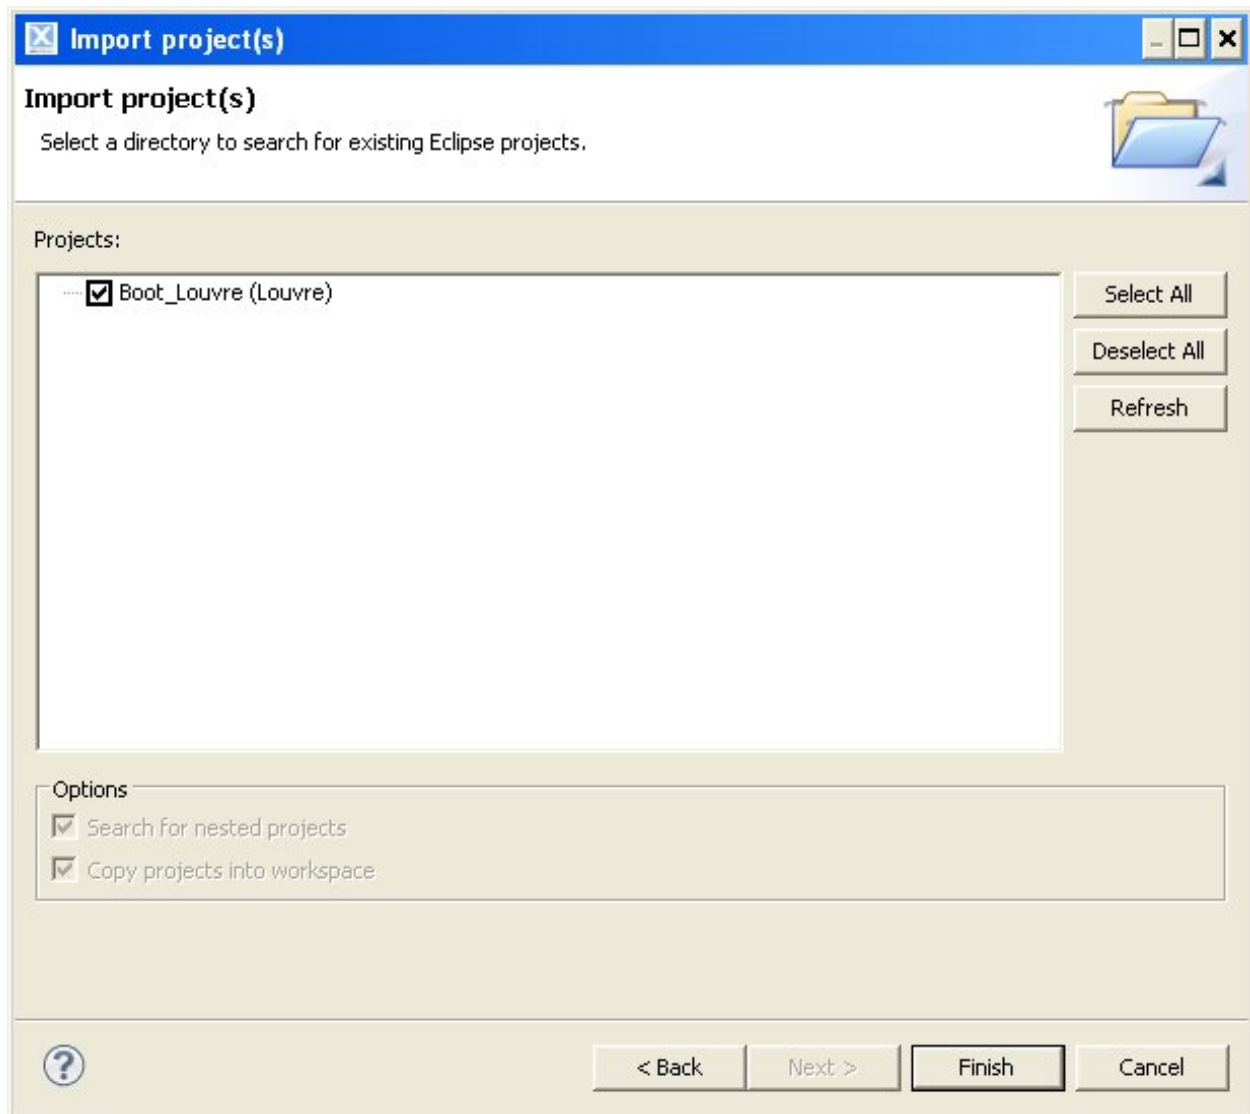 Import project(s)
Import project(s)
Select a directory to search for existing Eclipse projects.
Projects:
Boot_Louvre (Louvre)
Select All
Deselect All
Refresh
Options
Search for nested projects
Copy projects into workspace
? < Back Next > Finish Cancel